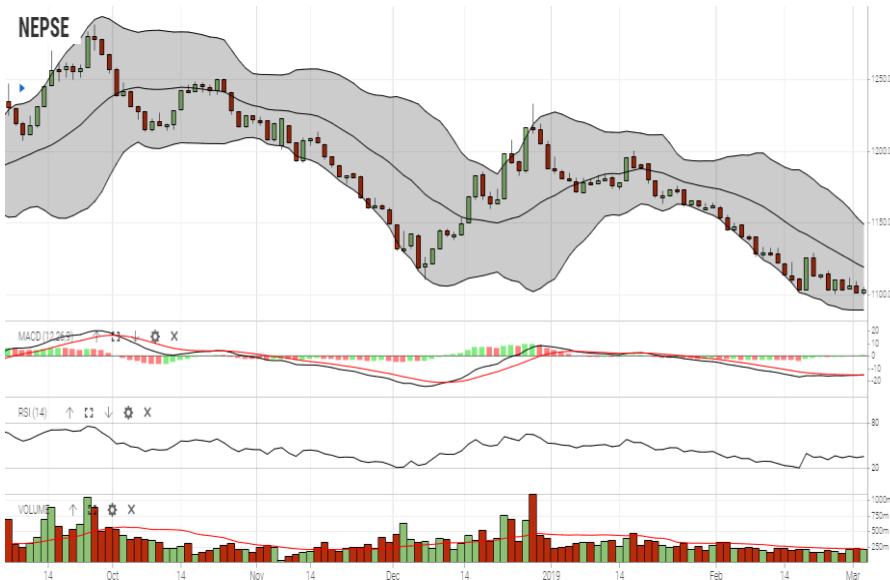 NEPSE
1250.0
1200.0
1150.0
1100.0
MACD (12,26,9)
20
10
0
-10
-20
RSI (14)
80
20
VOLUME
1000m
750m
500m
250m
14 Oct 14 Nov 14 Dec 14 2019 14 Feb 14 Mar